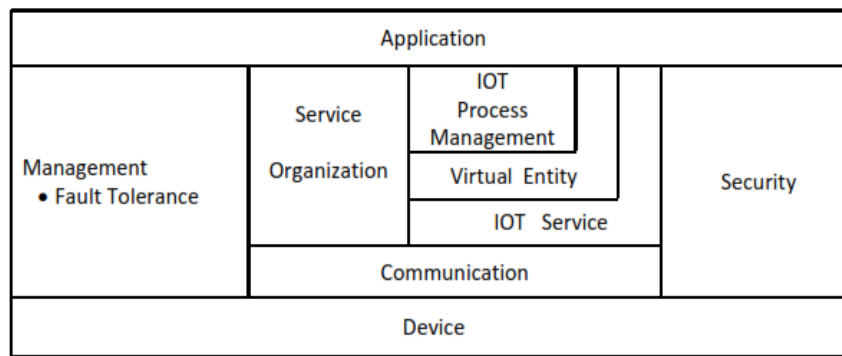 Application
Management
• Fault Tolerance
Service
Organization
IOT
Process
Management
Virtual Entity
IOT Service
Communication
Security
Device